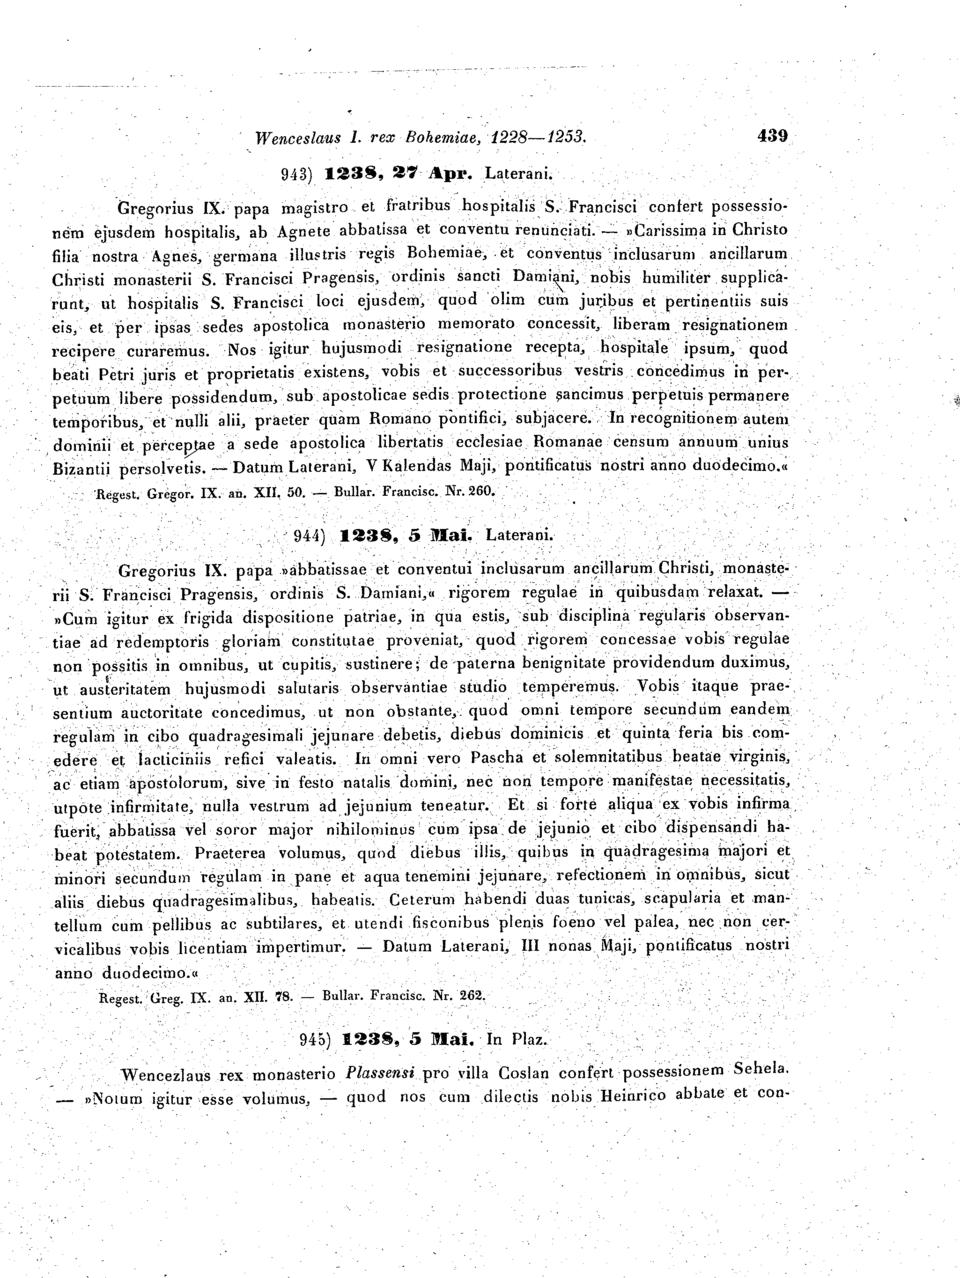 Wenceslaus I. rex Bohemiae, 1228—1253. 439
943) 1238, 27 Apr. Laterani.
Gregorius IX. papa magistro et fratribus hospitalis S. Francisci confert possessio-
nem ejusdem hospitalis, ab Agnete abbatissa et conventu renunciati. — »Carissima in Christo
filia nostra Agnes, germana illustris regis Bohemiae, et conventus inclusarum ancillarum
Christi monasterii S. Francisci Pragensis, ordinis sancti Damiani, nobis humiliter supplica-
runt, ut hospitalis S. Francisci loci ejusdem, quod olim cum juribus et pertinentiis suis
eis, et per ipsas sedes apostolica monasterio memorato concessit, liberam resignationem
recipere curaremus. Nos igitur hujusmodi resignatione recepta, hospitale ipsum, quod
beati Petri juris et proprietatis existens, vobis et successoribus vestris concedimus in per-
petuum libere possidendum, sub apostolicae sedis protectione sancimus perpetuis permanere
temporibus, et nulli alii, praeter quam Romano pontifici, subjacere. In recognitionem autem
dominii et perceptae a sede apostolica libertatis ecclesiae Romanae censum annuum unius
Bizantii persolvetis. — Datum Laterani, V Kalendas Maji, pontificatus nostri anno duodecimo.«
Regest. Gregor. IX. an. XII. 50. — Bullar. Francisc. Nr. 260.
944) 1238, 5 Mai. Laterani.
Gregorius IX. papa »abbatissae et conventui inclusarum ancillarum Christi, monaste-
rii S. Francisci Pragensis, ordinis S. Damiani,« rigorem regulae in quibusdam relaxat. —
»Cum igitur ex frigida dispositione patriae, in qua estis, sub disciplina regularis observan-
tiae ad redemptoris gloriam constitutae proveniat, quod rigorem concessae vobis regulae
non possitis in omnibus, ut cupitis, sustinere; de paterna benignitate providendum duximus,
ut austeritatem hujusmodi salutaris observantiae studio temperemus. Vobis itaque prae-
sentium auctoritate concedimus, ut non obstante, quod omni tempore secundum eandem
regulam in cibo quadragesimali jejunare debetis, diebus dominicis et quinta feria bis com-
edere et lacticiniis refici valeatis. In omni vero Pascha et solemnitatibus beatae virginis,
ac etiam apostolorum, sive in festo natalis domini, nec non tempore manifestae necessitatis,
utpote infirmitate, nulla vestrum ad jejunium teneatur. Et si forte aliqua ex vobis infirma
fuerit, abbatissa vel soror major nihilominus cum ipsa de jejunio et cibo dispensandi ha-
beat potestatem. Praeterea volumus, quod diebus illis, quibus in quadragesima majori et
minori secundum regulam in pane et aqua tenemini jejunare, refectionem in omnibus, sicut
aliis diebus quadragesimalibus, habeatis. Ceterum habendi duas tunicas, scapularia et man-
tellum cum pellibus ac subtilares, et utendi fisconibus plenis foeno vel palea, nec non cer-
vicalibus vobis licentiam impertimur. — Datum Laterani, III nonas Maji, pontificatus nostri
anno duodecimo.«
Regest. Greg. IX. an. XII. 78. — Bullar. Francisc. Nr. 262.
945) 1238, 5 Mai. In Plaz.
Wencezlaus rex monasterio Plassensi pro villa Coslan confert possessionem Sehela.
— »Notum igitur esse volumus, — quod nos cum dilectis nobis Heinrico abbate et con-